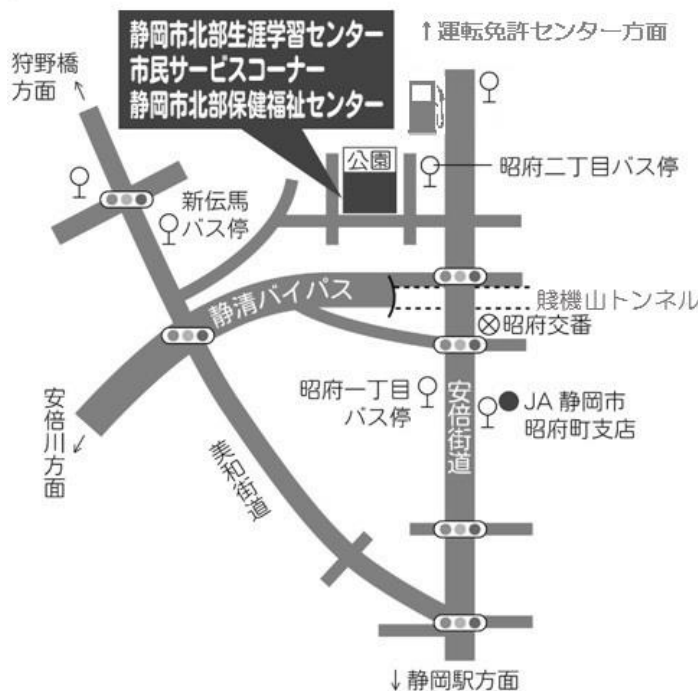 静岡市北部生涯学習センター
市民サービスコーナー
静岡市北部保健福祉センター
↑運転免許センター方面
狩野橋
方面
公園
昭府二丁目バス停
新伝馬
バス停
静清バイパス
賤機山トンネル
昭府交番
昭府一丁目
バス停
安倍街道
JA 静岡市
昭府町支店
安倍川方面
美和街道
↓静岡駅方面